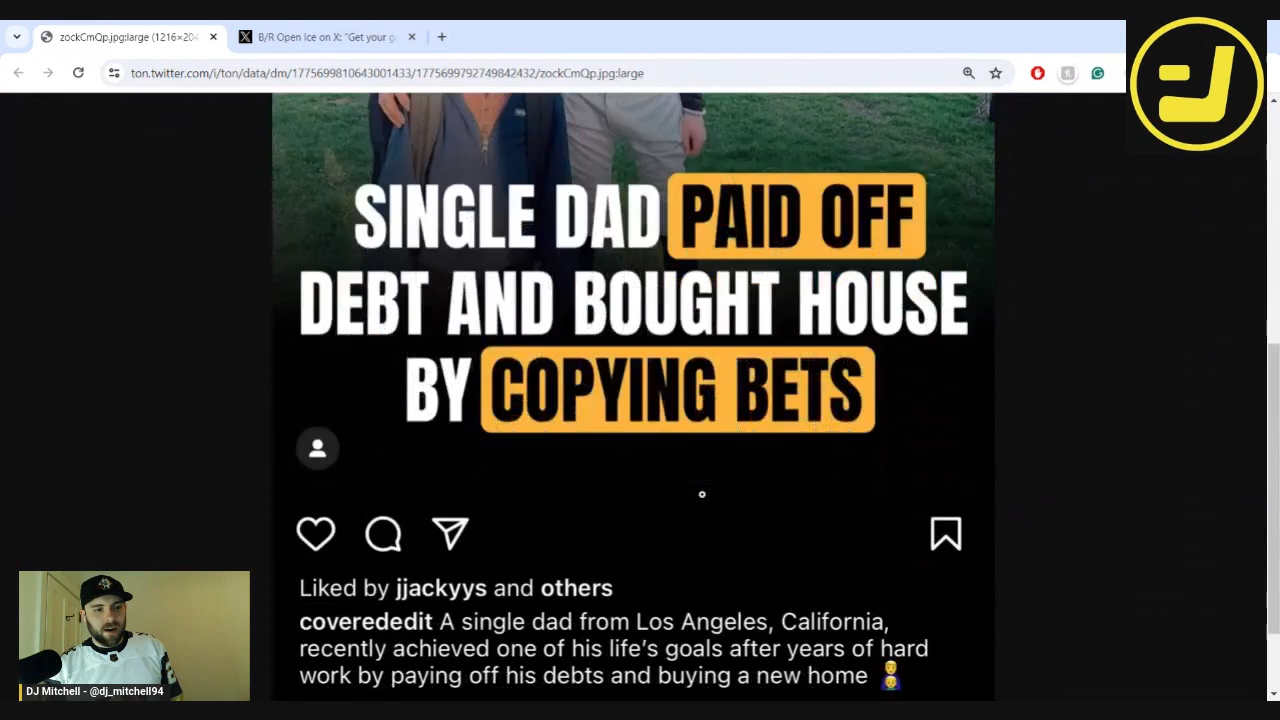 zockCmQp.jpg:large (1216×204
B/R Open Ice on X: "Get your g
ton.twitter.com/i/ton/data/dm/1775699810643001433/1775699792749842432/zockCmQp.jpg:large
SINGLE DAD PAID OFF
DEBT AND BOUGHT HOUSE
BY COPYING BETS
Liked by jjackyys and others
coverededit A single dad from Los Angeles, California,
recently achieved one of his life's goals after years of hard
work by paying off his debts and buying a new home
DJ Mitchell - @dj_mitchell94